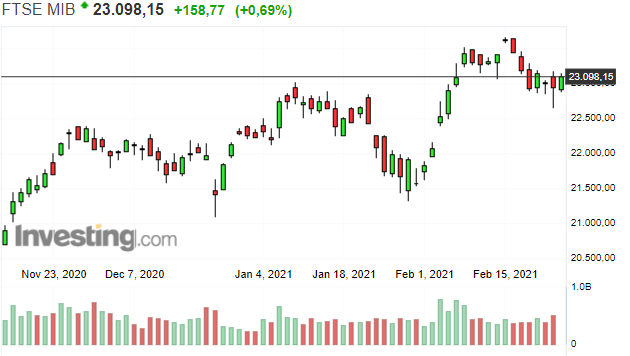 FTSE MIB 23.098,15 +158,77 (+0,69%)
23.098,15
22.500,00
22.000,00
21.500,00
21.000,00
Investing.com
20.500,00
Nov 23, 2020 Dec 7, 2020 Jan 4, 2021 Jan 18, 2021 Feb 1, 2021 Feb 15, 2021
1.0B
0